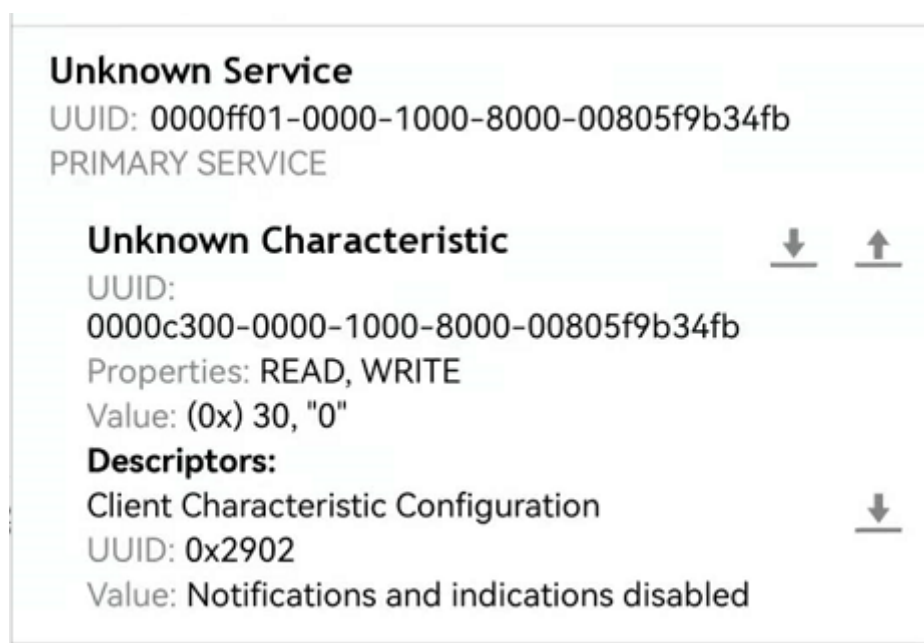 Unknown Service
UUID: 0000ff01-0000-1000-8000-00805f9b34fb
PRIMARY SERVICE
Unknown Characteristic
UUID:
0000c300-0000-1000-8000-00805f9b34fb
Properties: READ, WRITE
Value: (0x) 30, "0"
Descriptors:
Client Characteristic Configuration
UUID: 0x2902
Value: Notifications and indications disabled